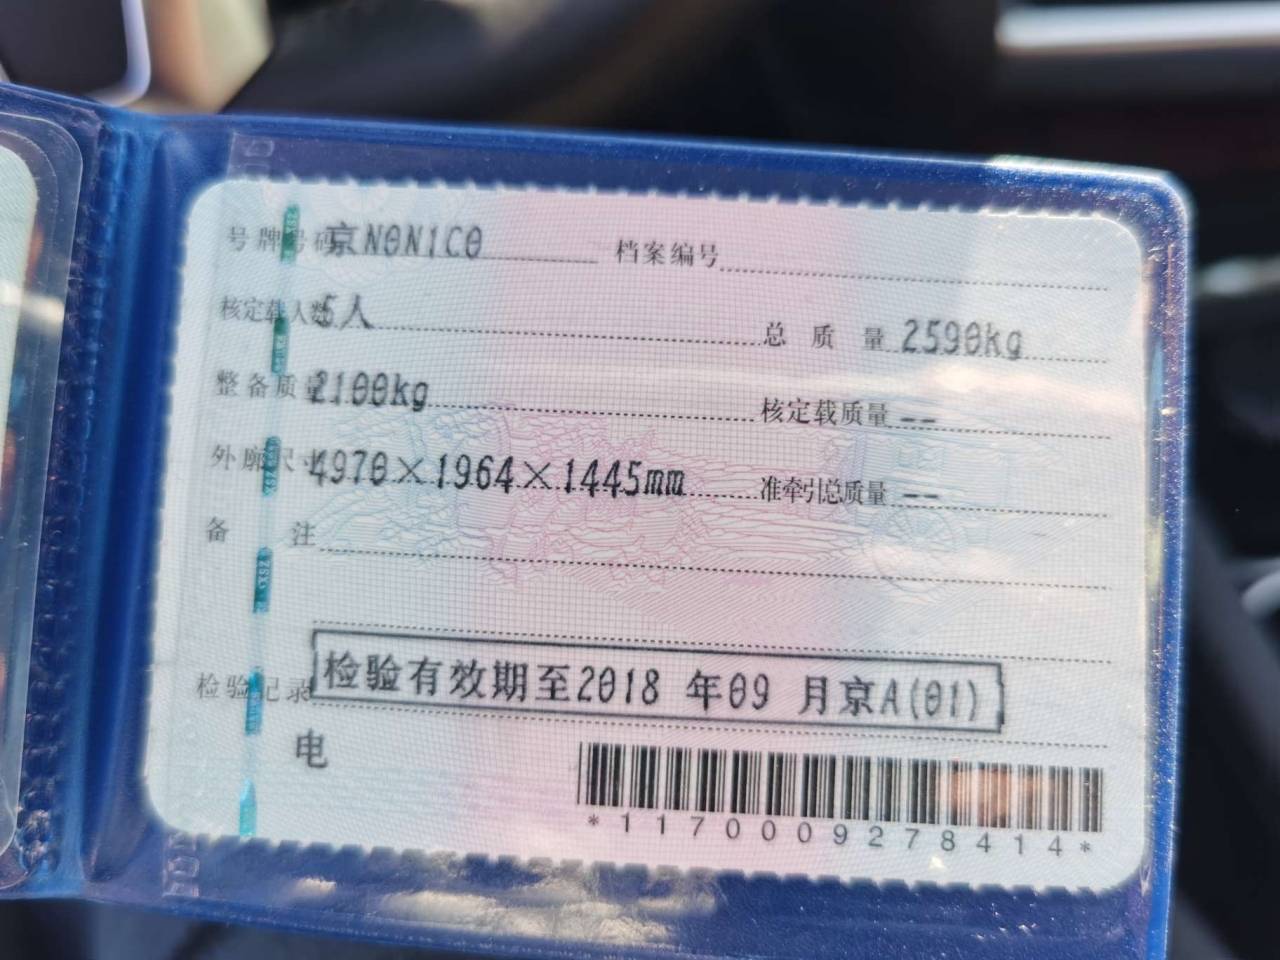 号牌号码 京N0N1C0 档案编号
核定载人数 5人 总质量 2590kg
整备质量 2100kg 核定载质量 --
外廓尺寸 4970×1964×1445mm 准牵引总质量 --
备注
检验记录 检验有效期至2018 年09 月京A(01)
电
*1170009278414*